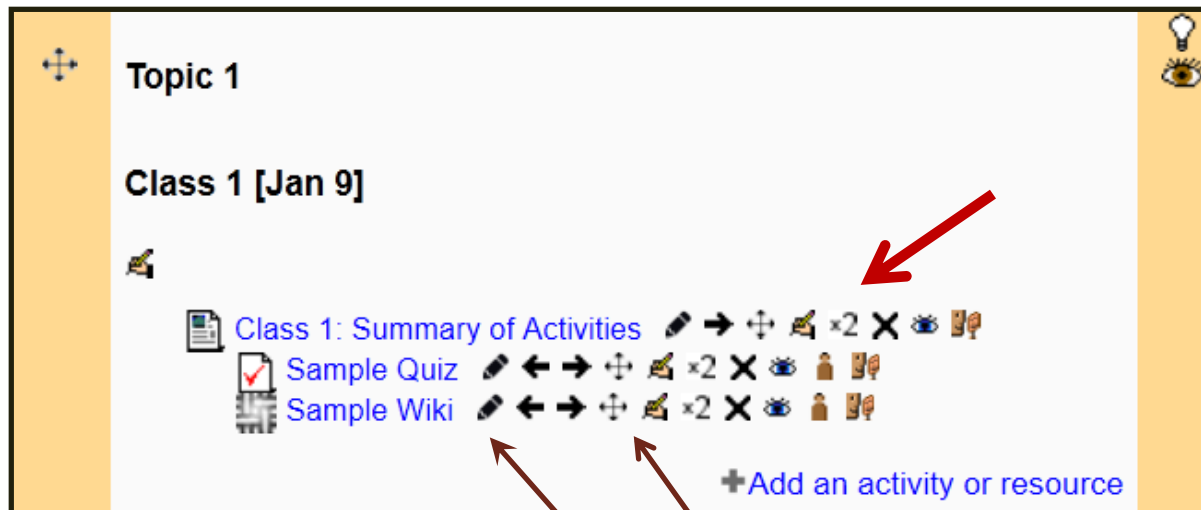 Topic 1
Class 1 [Jan 9]
Class 1: Summary of Activities ×2
Sample Quiz ×2
Sample Wiki ×2
+Add an activity or resource